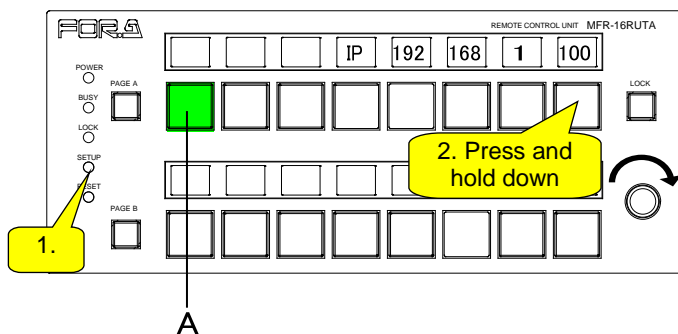 FOR.A
REMOTE CONTROL UNIT MFR-16RUTA
IP 192 168 1 100
POWER
PAGE A
LOCK
BUSY
LOCK
2. Press and
hold down
SETUP
RESET
PAGE B
1.
A